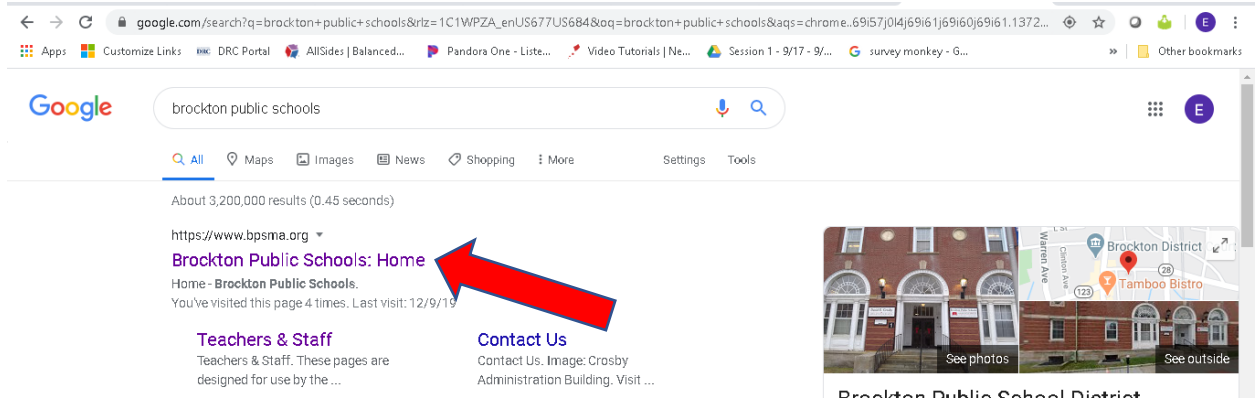 google.com/search?q=brockton+public+schools&rlz=1C1WPZA_enUS677US684&oq=brockton+public+schools&aqs=chrome..69i57j0l4j69i61j69i60j69i61.1372... E
Apps Customize Links DRC DRC Portal AllSides | Balanced... Pandora One - Liste... Video Tutorials | Ne... Session 1 - 9/17 - 9/... G survey monkey - G... » Other bookmarks
Google brockton public schools E
All Maps Images News Shopping More Settings Tools
About 3,200,000 results (0.45 seconds)
https://www.bpsma.org
Brockton Public Schools: Home
Home - Brockton Public Schools.
You've visited this page 4 times. Last visit: 12/9/19
Teachers & Staff
Teachers & Staff. These pages are
designed for use by the ...
Contact Us
Contact Us. Image: Crosby
Administration Building. Visit ...
Warren Ave
Clinton Ave
Brockton District
28
123
Tamboo Bistro
See photos
See outside
Brockton Public School District